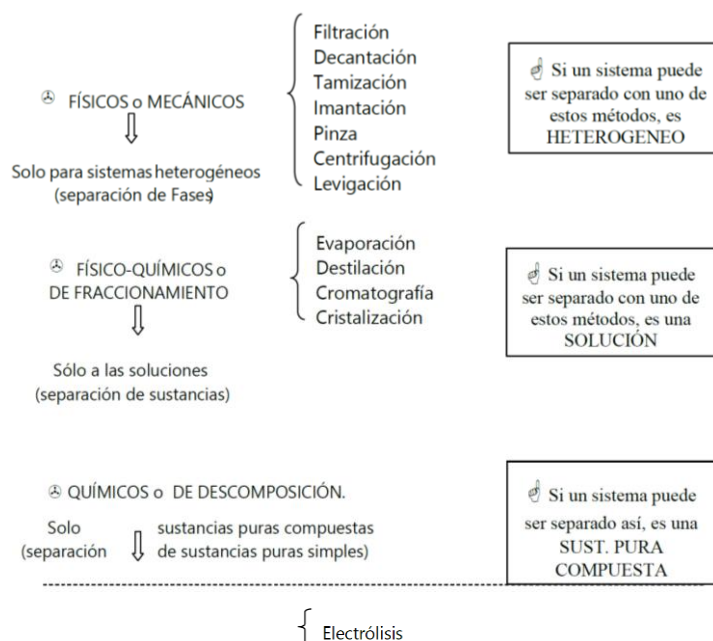 Filtración
Decantación
Tamización
Imantación
Pinza
Centrifugación
Levigación
FÍSICOS o MECÁNICOS
Solo para sistemas heterogéneos
(separación de Fases)
Si un sistema puede
ser separado con uno de
estos métodos, es
HETEROGENEO
Evaporación
Destilación
Cromatografía
Cristalización
FÍSICO-QUÍMICOS o
DE FRACCIONAMIENTO
Sólo a las soluciones
(separación de sustancias)
Si un sistema puede
ser separado con uno de
estos métodos, es una
SOLUCIÓN
QUÍMICOS o DE DESCOMPOSICIÓN.
Solo sustancias puras compuestas
(separación de sustancias puras simples)
Si un sistema puede
ser separado así, es una
SUST. PURA
COMPUESTA
Electrólisis